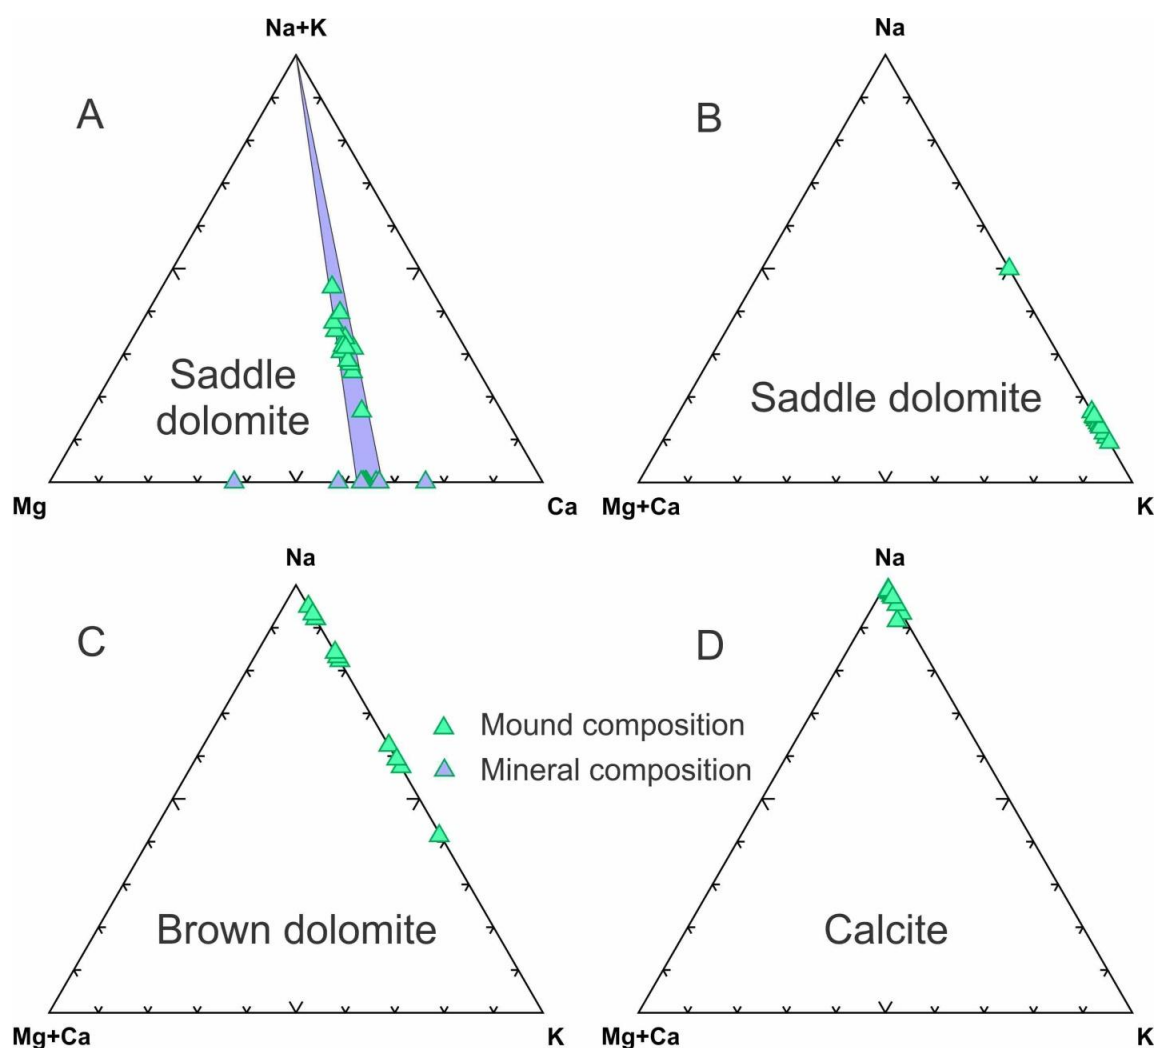 Na+K
A
Saddle
dolomite
Mg
Ca
Na
B
Saddle dolomite
Mg+Ca
K
Na
C
Brown dolomite
Mg+Ca
K
Mound composition
Mineral composition
Na
D
Calcite
Mg+Ca
K